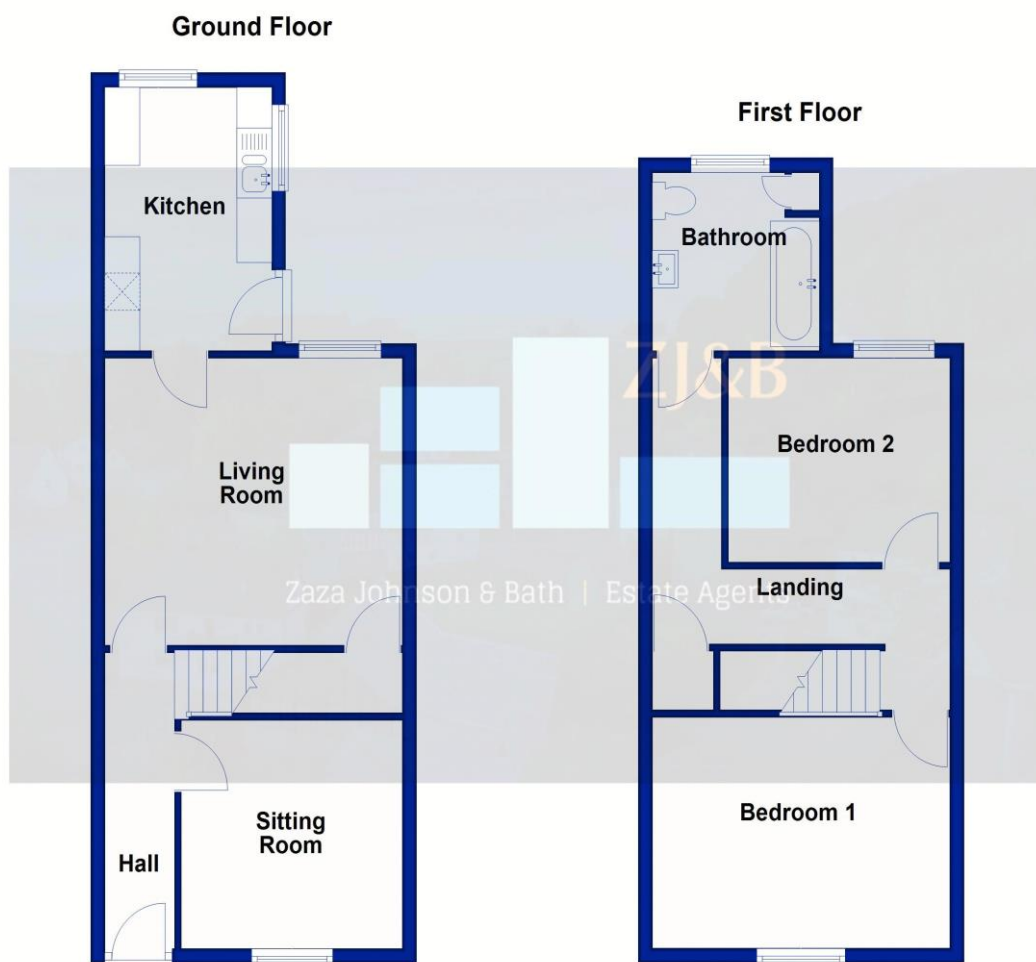 Ground Floor
First Floor
Kitchen
Bathroom
ZJ&B
Living
Room
Bedroom 2
Zaza Johnson & Bath | Estate Agents
Landing
Sitting
Room
Hall
Bedroom 1